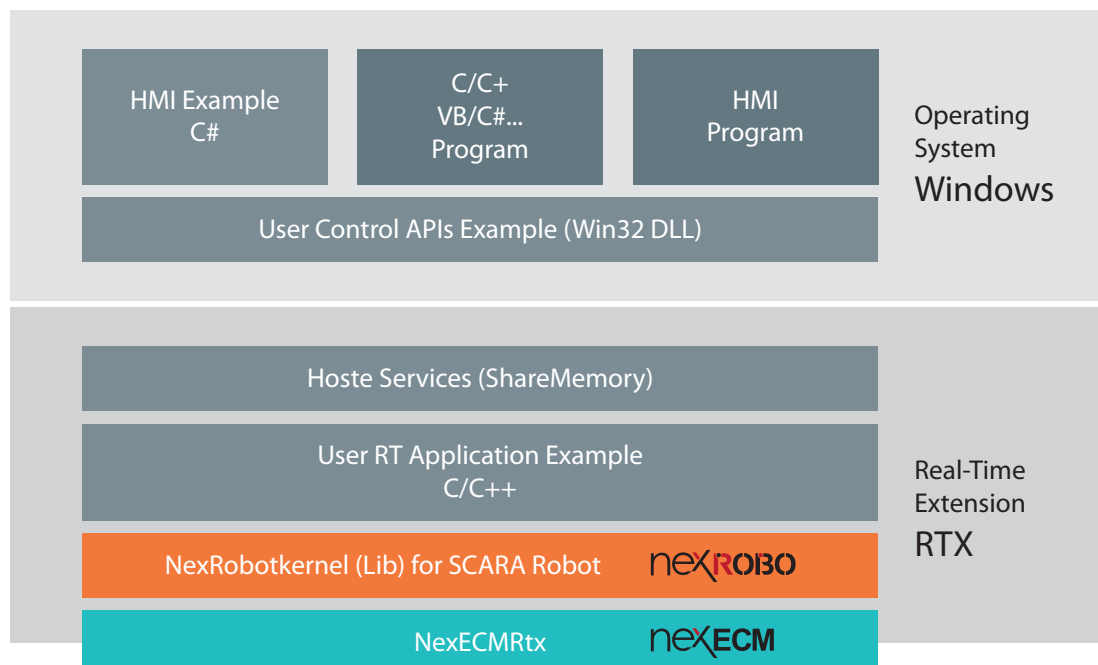 HMI Example
C#
C/C+
VB/C#...
Program
HMI
Program
Operating
System
Windows
User Control APIs Example (Win32 DLL)
Hoste Services (ShareMemory)
User RT Application Example
C/C++
Real-Time
Extension
RTX
NexRobotkernel (Lib) for SCARA Robot neXROBO
NexECMRtx neXECM